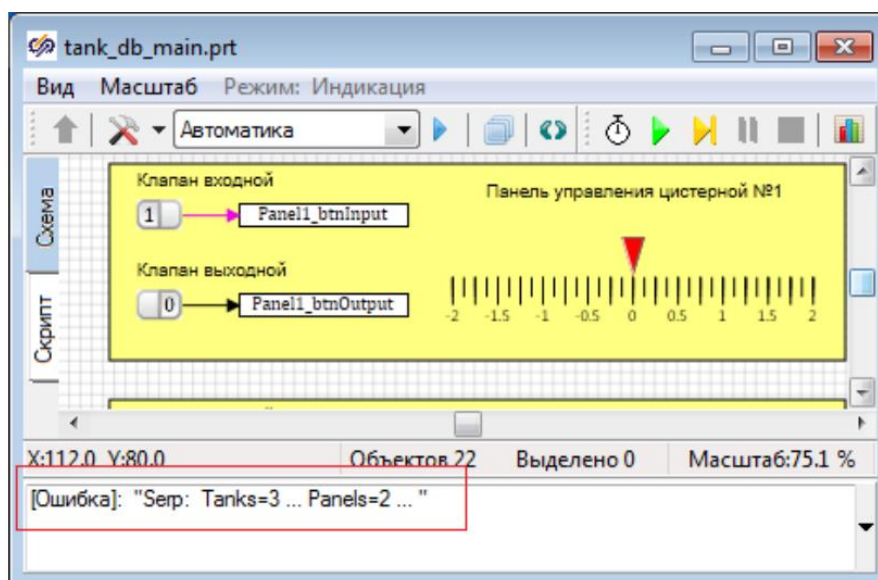 tank_db_main.prt
Вид Масштаб Режим: Индикация
Автоматика
Схема
Скрипт
Клапан входной
1
Panel1_btnInput
Клапан выходной
0
Panel1_btnOutput
Панель управления цистерной №1
-2 -1.5 -1 -0.5 0 0.5 1 1.5 2
X:112.0 Y:80.0 Объектов 22 Выделено 0 Масштаб:75.1 %
[Ошибка]: "Serp: Tanks=3 ... Panels=2 ... "